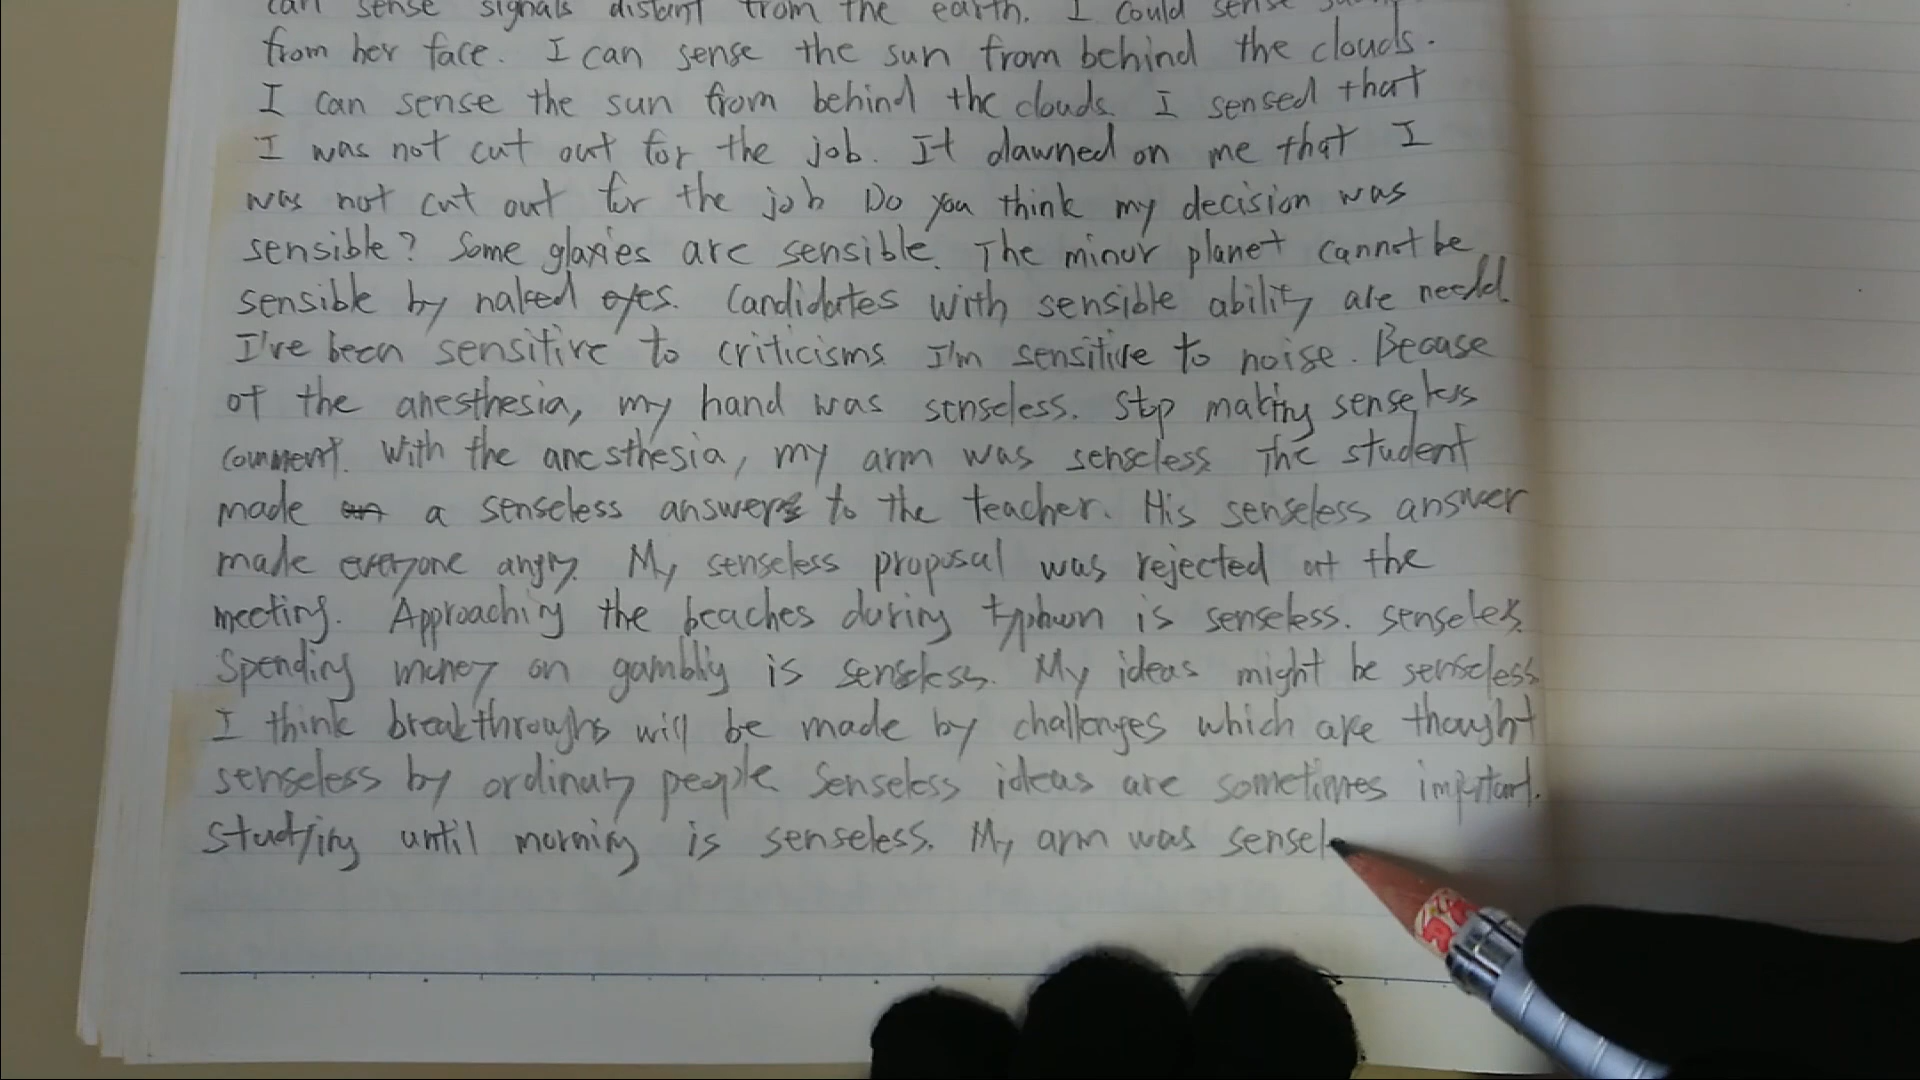 can sense signals distant from the earth. I could sense
from her face. I can sense the sun from behind the clouds.
I can sense the sun from behind the clouds. I sensed that
I was not cut out for the job. It dawned on me that I
was not cut out for the job Do you think my decision was
sensible? Some glaxies are sensible. The minor planet cannot be
sensible by naked eyes. Candidates with sensible ability are needd
I've been sensitive to criticisms I'm sensitive to noise. Becouse
of the anesthesia, my hand was senseless. Stop making senseless
comment. With the anesthesia, my arm was senseless The student
made a senseless answer to the teacher. His senseless answer
made everyone angry. My senseless proposal was rejected at the
meeting. Approaching the beaches during typhoon is senseless. senseless
Spending money on gambling is senseless. My ideas might be senseless
I think breakthroughs will be made by challenges which are thought
senseless by ordinary people Senseless ideas are sometimes important.
Studying until morning is senseless. My arm was sensel